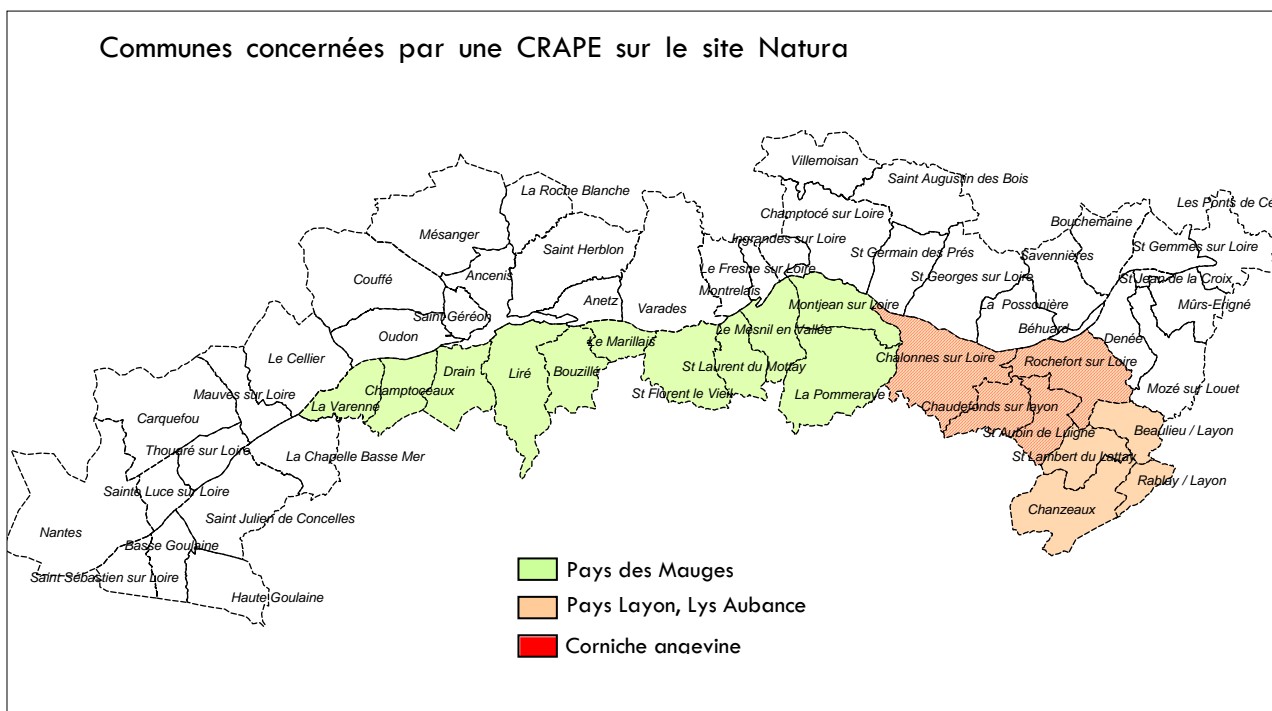 Communes concernées par une CRAPE sur le site Natura
Villemoisan
Saint Augustin des Bois
La Roche Blanche
Les Ponts de Cé
Champtocé sur Loire
Bouchemaine
Mésanger
Ingrandes sur Loire
Saint Herblon
St Germain des Prés
Savennières
St Gemmes sur Loire
Couffé
Ancenis
Le Fresne sur Loire
St Georges sur Loire
St Jean de la Croix
Montrelais
Anetz
Varades
Montjean sur Loire
La Possonière
Mûrs-Erigné
Saint Géréon
Oudon
Le Mesnil en Vallée
Béhuard
Denée
Le Cellier
Le Marillais
Chalonnes sur Loire
Rochefort sur Loire
Drain
Liré
Bouzillé
St Laurent du Mottay
Mauves sur Loire
Champtoceaux
St Florent le Vieil
La Pommeraye
Mozé sur Louet
La Varenne
Chaudefonds sur layon
Carquefou
St Aubin de Luigné
Beaulieu / Layon
Thouaré sur Loire
La Chapelle Basse Mer
St Lambert du Lattay
Sainte Luce sur Loire
Rablay / Layon
Saint Julien de Concelles
Chanzeaux
Nantes
Basse Goulaine
Saint Sébastien sur Loire
Haute Goulaine
Pays des Mauges
Pays Layon, Lys Aubance
Corniche angevine